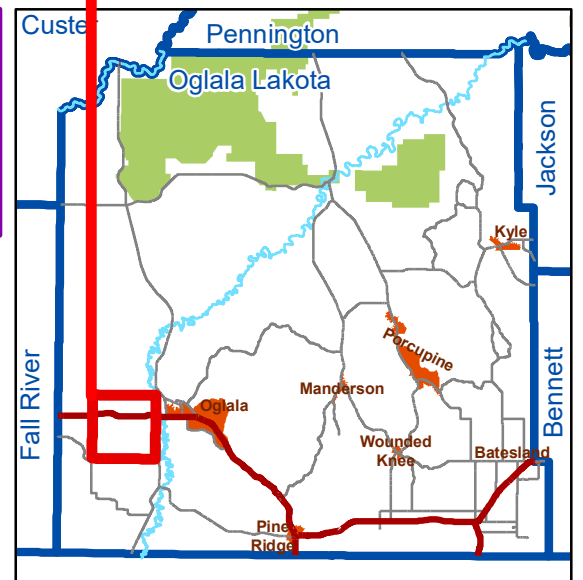 Custer
Pennington
Oglala Lakota
Jackson
Kyle
Porcupine
Fall River
Oglala
Manderson
Bennett
Wounded
Knee
Batesland
Pine
Ridge